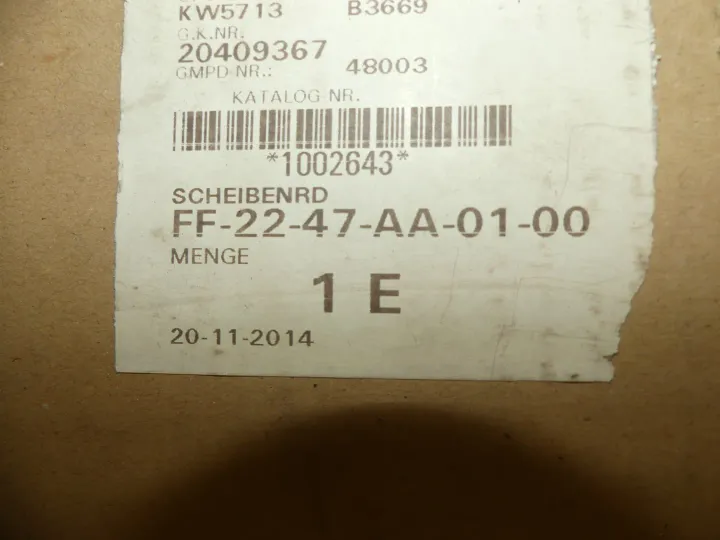 KW5713 B3669
G.K.NR.
20409367
GMPD NR.: 48003
KATALOG NR.
*1002643*
SCHEIBENRD
FF-22-47-AA-01-00
MENGE
1 E
20-11-2014